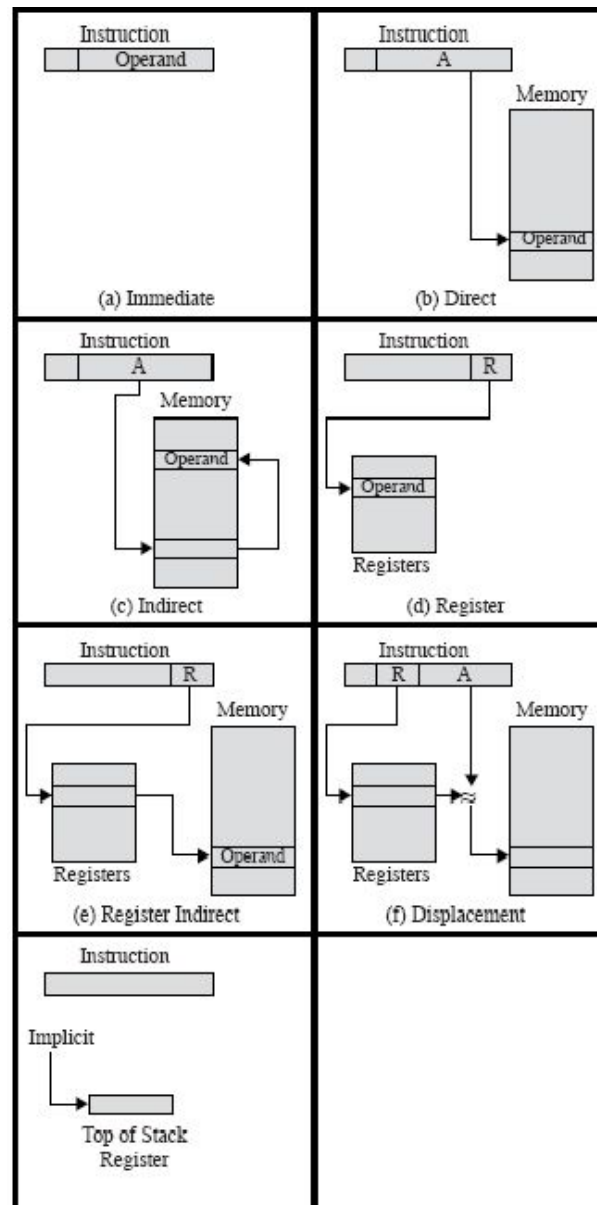 Instruction
Operand
(a) Immediate
Instruction
A
Memory
Operand
(b) Direct
Instruction
A
Memory
Operand
(c) Indirect
Instruction
R
Operand
Registers
(d) Register
Instruction
R
Memory
Operand
Registers
(e) Register Indirect
Instruction
R A
Memory
Registers
(f) Displacement
Instruction
Implicit
Top of Stack
Register